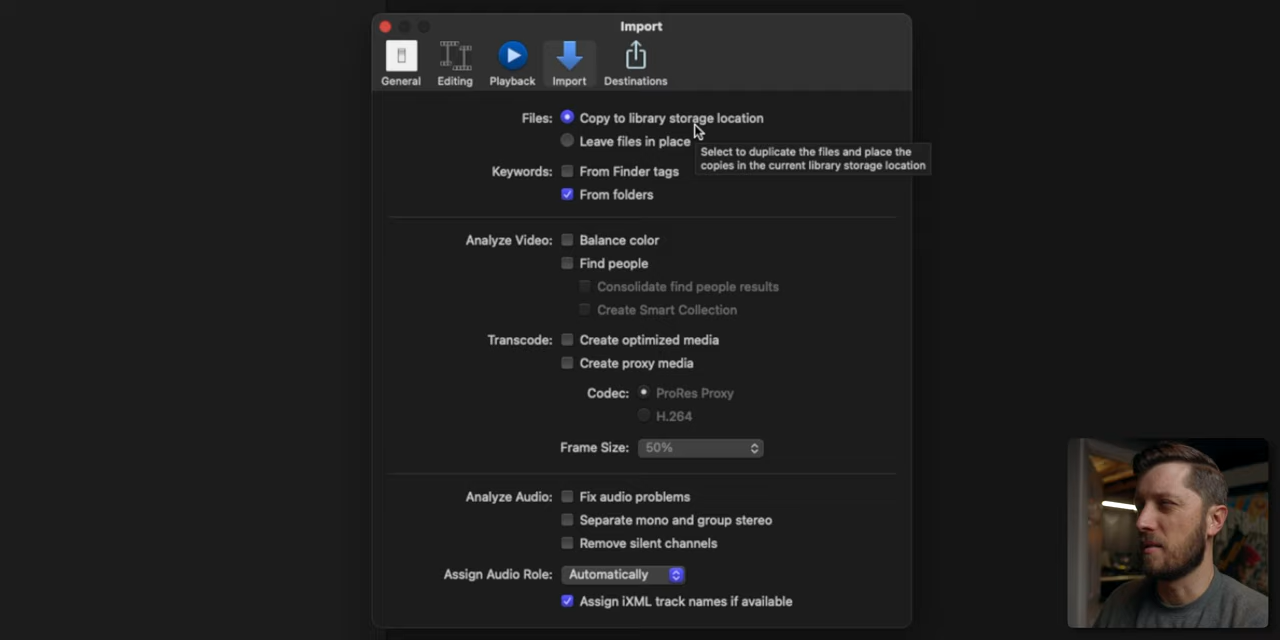 Import
General
Editing
Playback
Import
Destinations
Files:
Copy to library storage location
Leave files in place
Select to duplicate the files and place the
copies in the current library storage location
Keywords:
From Finder tags
From folders
Analyze Video:
Balance color
Find people
Consolidate find people results
Create Smart Collection
Transcode:
Create optimized media
Create proxy media
Codec:
ProRes Proxy
H.264
Frame Size:
50%
Analyze Audio:
Fix audio problems
Separate mono and group stereo
Remove silent channels
Assign Audio Role:
Automatically
Assign iXML track names if available